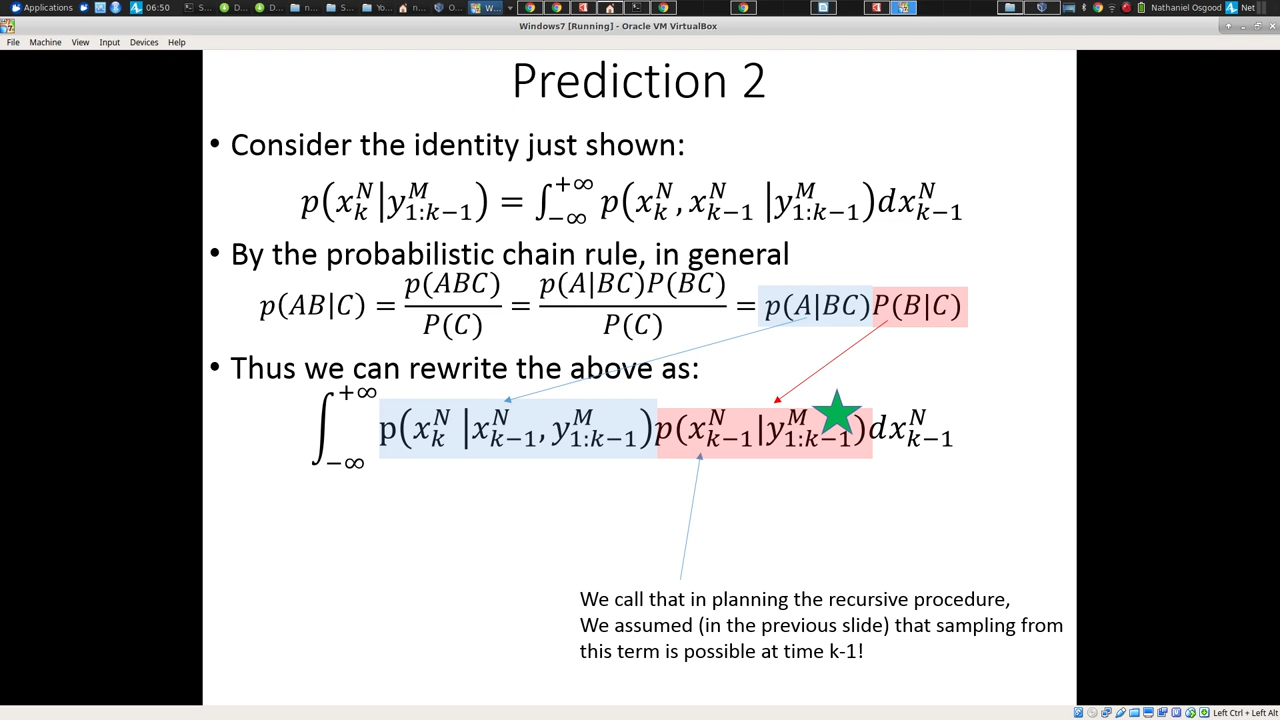 Applications 06:50 Nathaniel Osgood Net
Windows7 [Running] - Oracle VM VirtualBox
File Machine View Input Devices Help
Prediction 2
• Consider the identity just shown:
p(x_k^N|y_{1:k−1}^M) = ∫_{−∞}^{+∞} p(x_k^N, x_{k−1}^N |y_{1:k−1}^M)dx_{k−1}^N
• By the probabilistic chain rule, in general
p(AB|C) = p(ABC)/P(C) = p(A|BC)P(BC)/P(C) = p(A|BC)P(B|C)
• Thus we can rewrite the above as:
∫_{−∞}^{+∞} p(x_k^N |x_{k−1}^N, y_{1:k−1}^M)p(x_{k−1}^N|y_{1:k−1}^M)dx_{k−1}^N
We call that in planning the recursive procedure,
We assumed (in the previous slide) that sampling from
this term is possible at time k-1!
Left Ctrl + Left Alt